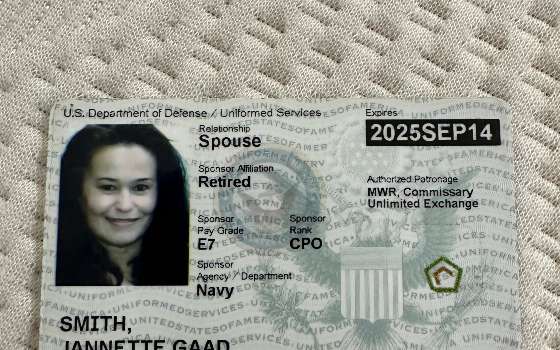 U.S. Department of Defense / Uniformed Services
Expires
2025SEP14
Relationship
Spouse
Sponsor Affiliation
Retired
Authorized Patronage
MWR, Commissary
Unlimited Exchange
Sponsor
Pay Grade
E7
Sponsor
Rank
CPO
Sponsor
Agency / Department
Navy
SMITH,
JANNETTE GAAD